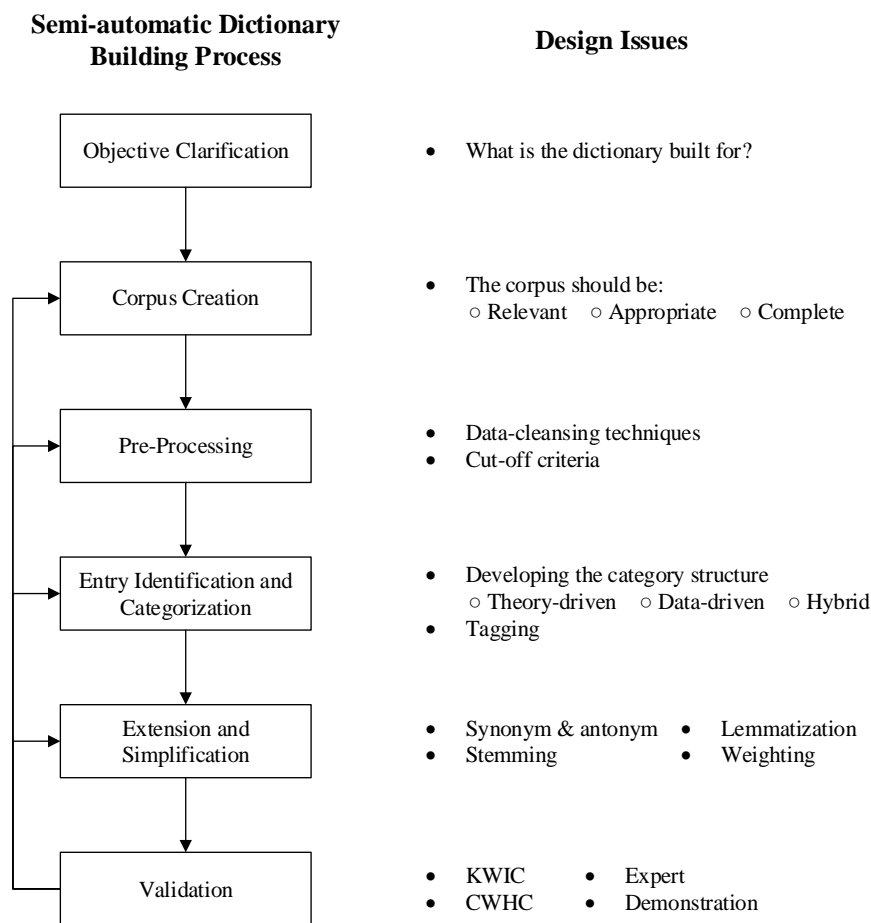 Semi-automatic Dictionary
Building Process
Design Issues
Objective Clarification
• What is the dictionary built for?
Corpus Creation
• The corpus should be:
○ Relevant ○ Appropriate ○ Complete
Pre-Processing
• Data-cleansing techniques
• Cut-off criteria
Entry Identification and
Categorization
• Developing the category structure
○ Theory-driven ○ Data-driven ○ Hybrid
• Tagging
Extension and
Simplification
• Synonym & antonym • Lemmatization
• Stemming • Weighting
Validation
• KWIC • Expert
• CWHC • Demonstration